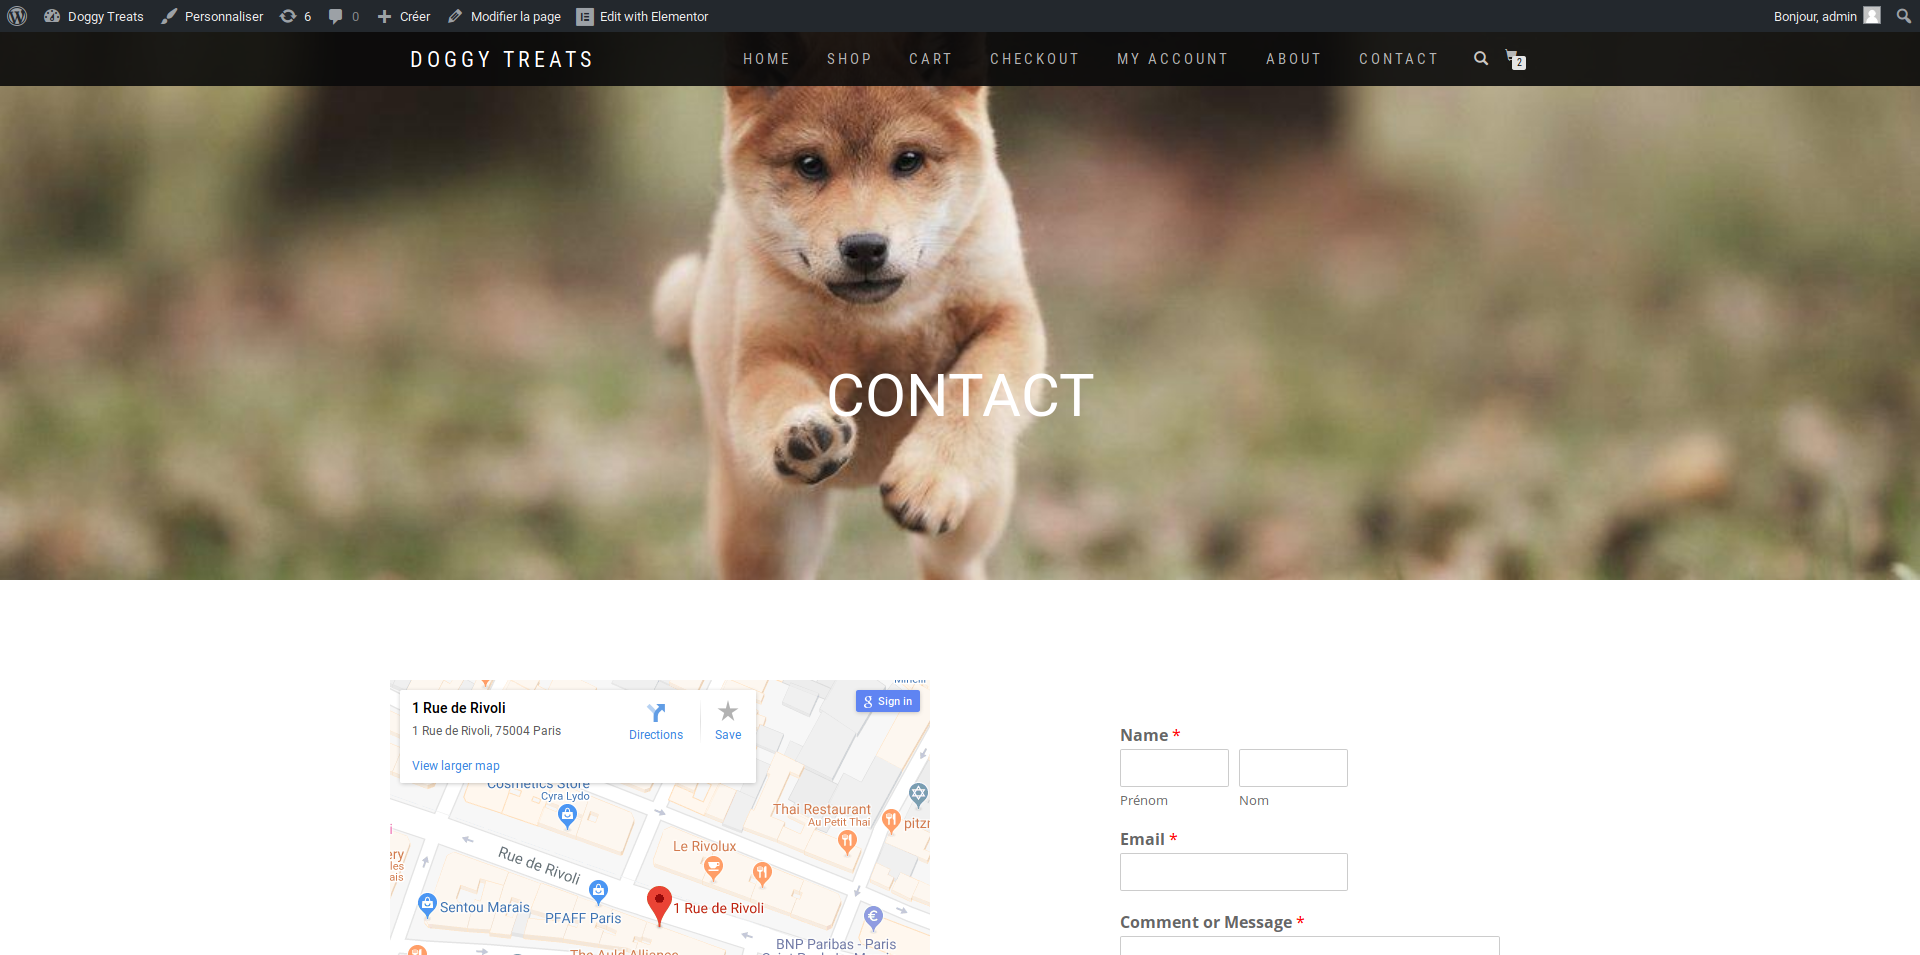 Doggy Treats Personnaliser 6 0 Créer Modifier la page Edit with Elementor Bonjour, admin
DOGGY TREATS HOME SHOP CART CHECKOUT MY ACCOUNT ABOUT CONTACT 2
CONTACT
1 Rue de Rivoli
1 Rue de Rivoli, 75004 Paris
Directions Save
View larger map
Sign in
Cosmetics Store
Cyra Lydo
Thai Restaurant
Au Petit Thai
Le Rivolux
Rue de Rivoli
Sentou Marais
PFAFF Paris
1 Rue de Rivoli
BNP Paribas - Paris
The Auld Alliance
Name *
Prénom Nom
Email *
Comment or Message *